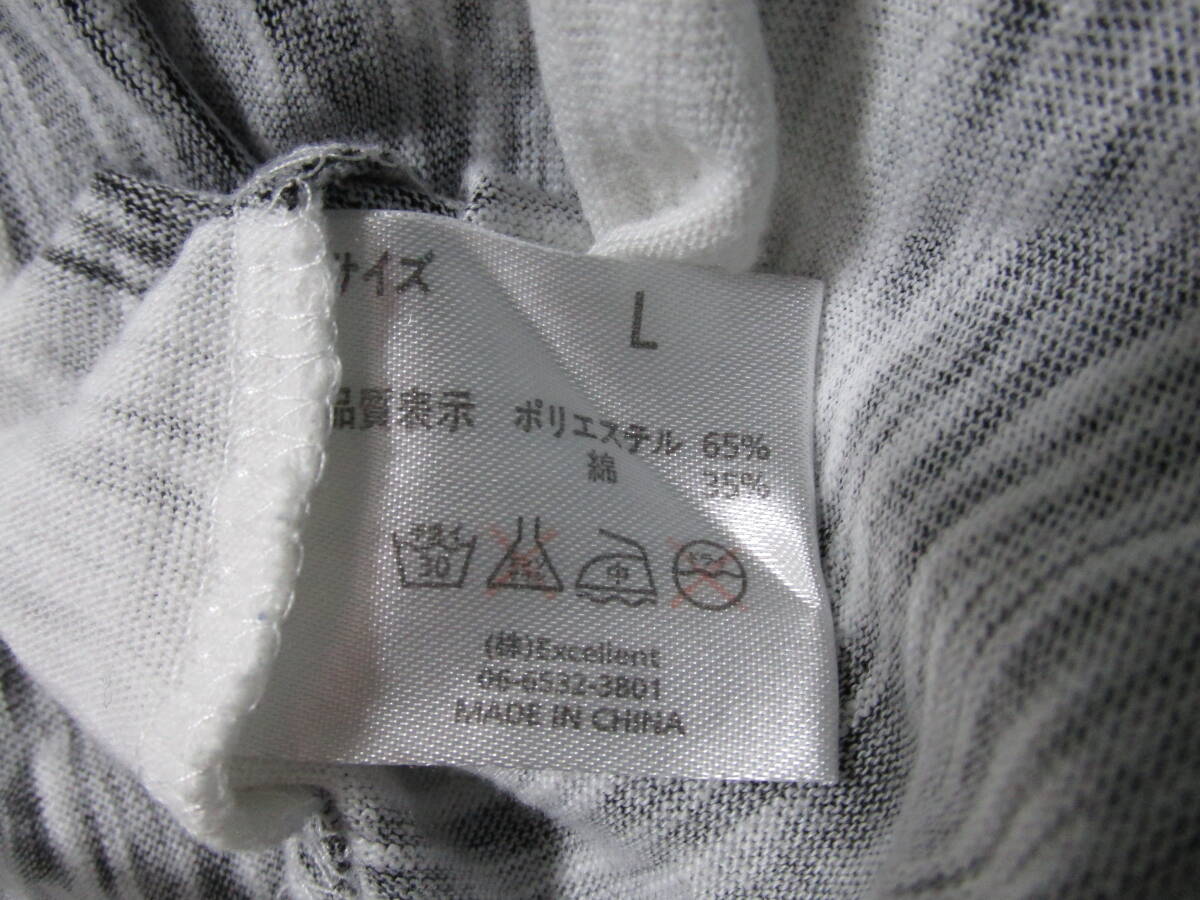 サイズ L
品質表示 ポリエステル 65%
綿 35%
30 中
(株)Excellent
06-6532-3801
MADE IN CHINA